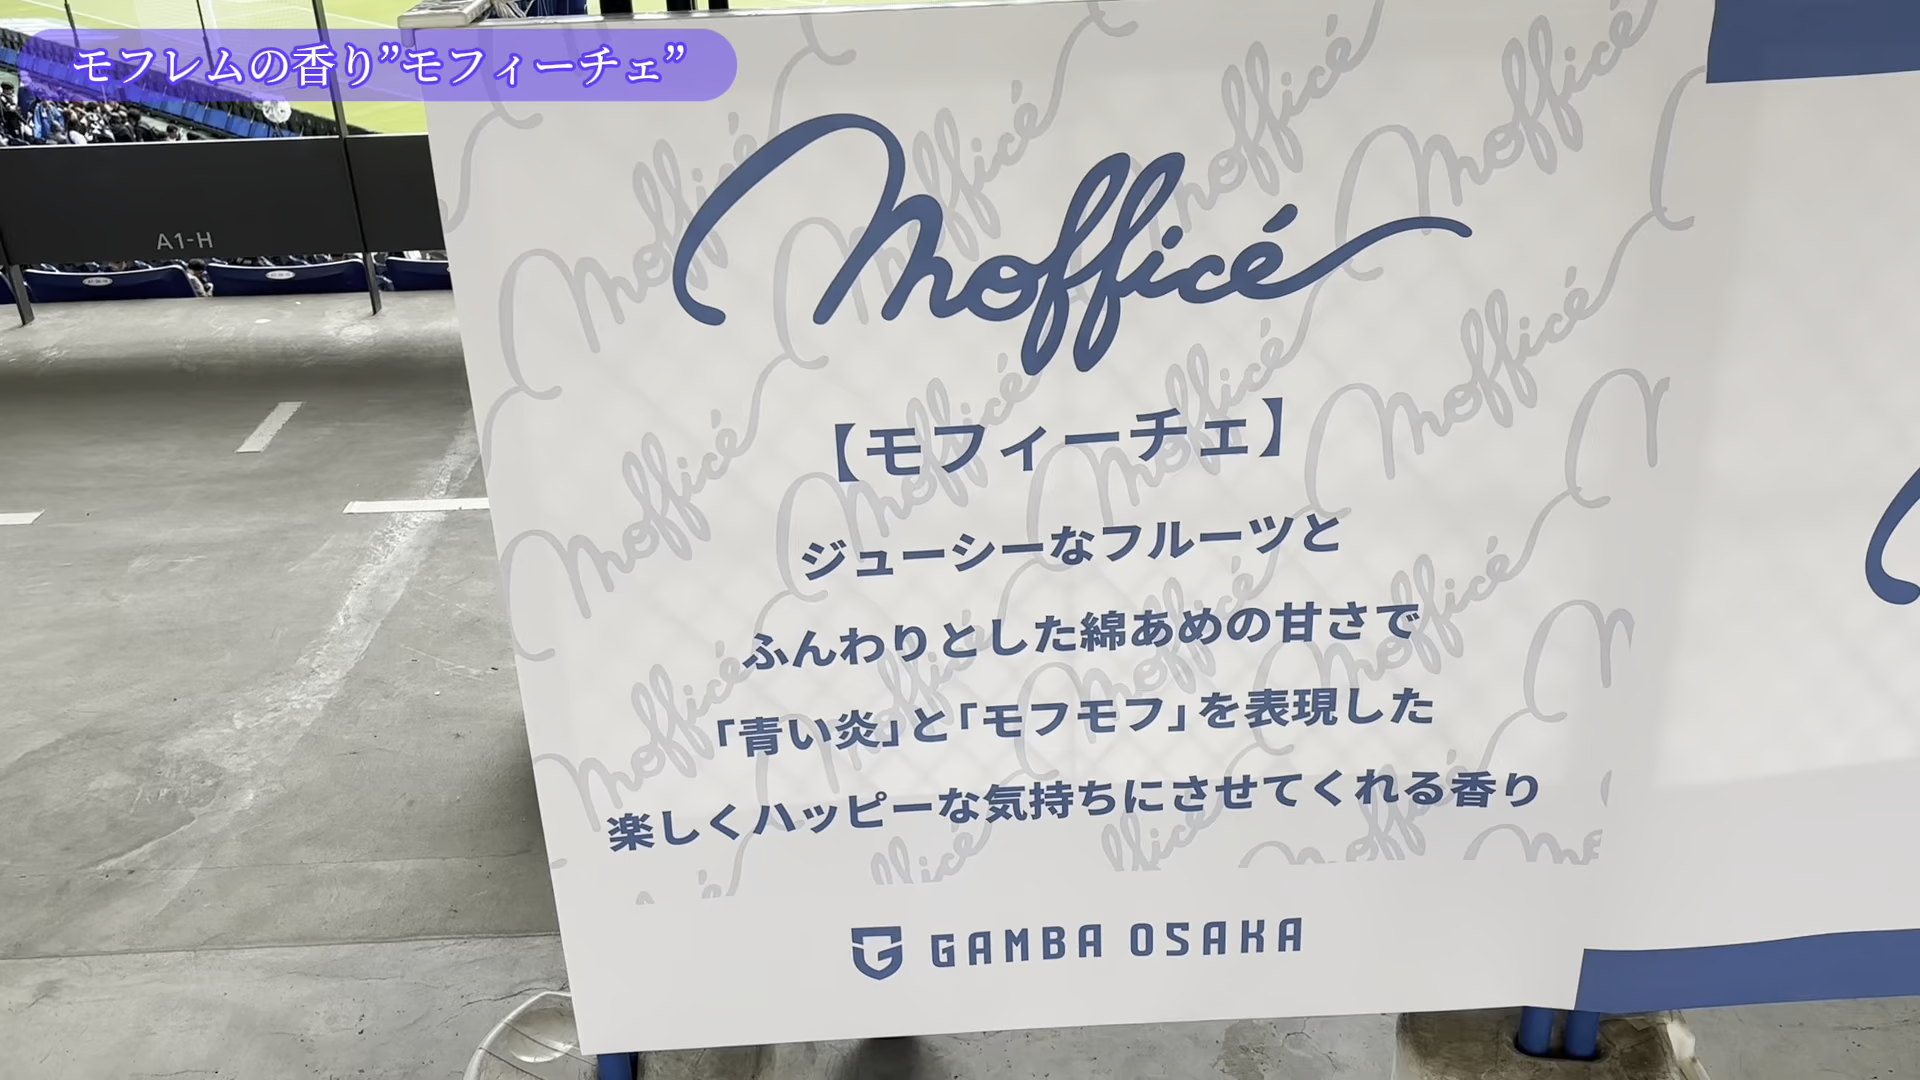 モフレムの香り”モフィーチェ”
A1-H
Mofficé
【モフィーチェ】
ジューシーなフルーツと
ふんわりとした綿あめの甘さで
「青い炎」と「モフモフ」を表現した
楽しくハッピーな気持ちにさせてくれる香り
GAMBA OSAKA